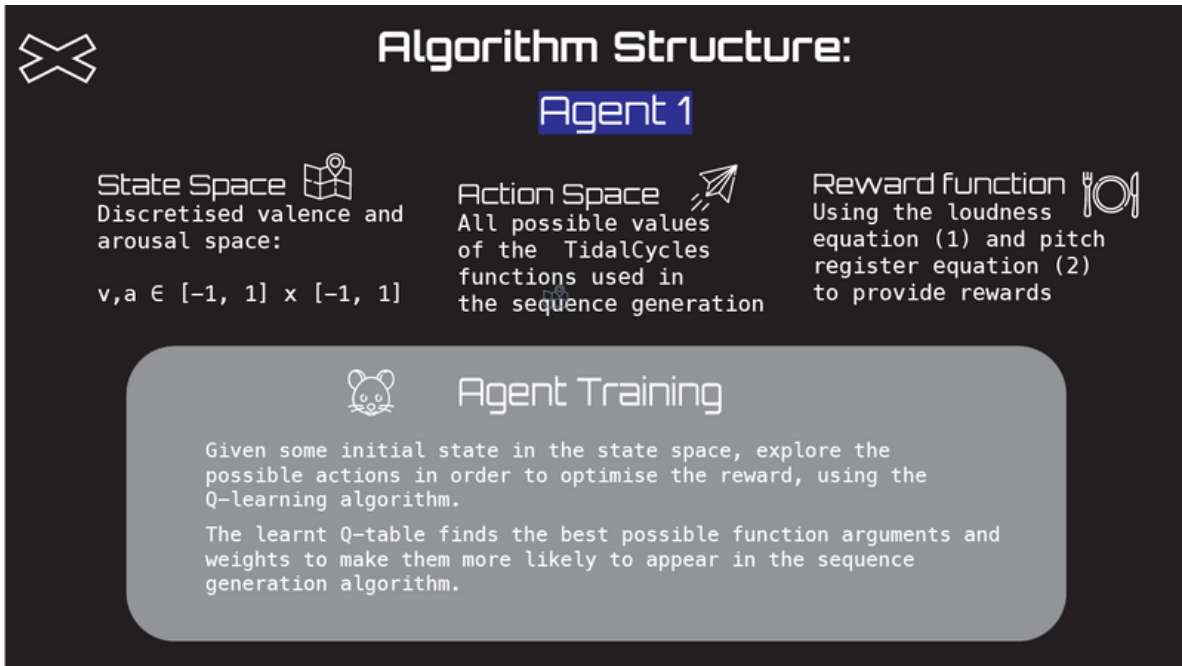 Algorithm Structure:
Agent 1
State Space
Discretised valence and
arousal space:
v,a ∈ [−1, 1] x [−1, 1]
Action Space
All possible values
of the TidalCycles
functions used in
the sequence generation
Reward function
Using the loudness
equation (1) and pitch
register equation (2)
to provide rewards
Agent Training
Given some initial state in the state space, explore the
possible actions in order to optimise the reward, using the
Q−learning algorithm.
The learnt Q−table finds the best possible function arguments and
weights to make them more likely to appear in the sequence
generation algorithm.